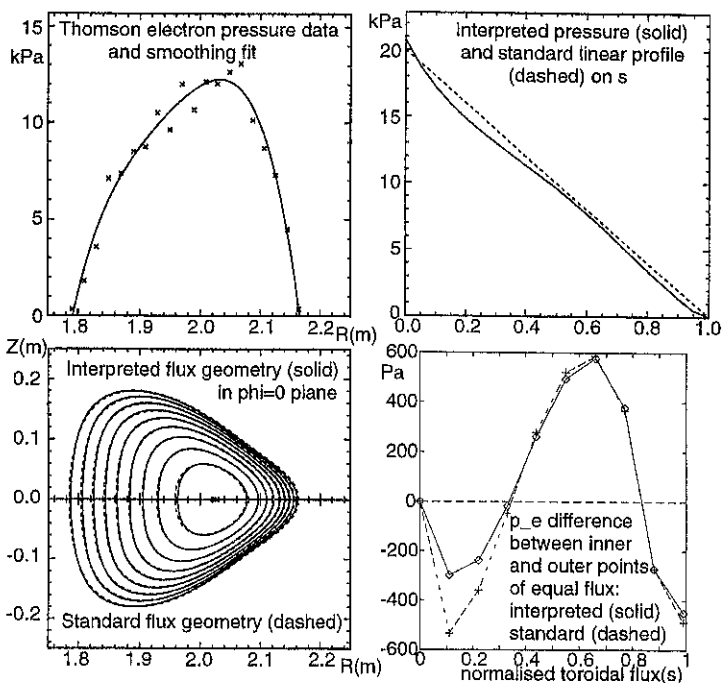 Thomson electron pressure data
and smoothing fit
kPa
15
10
5
0
1.8
1.9
2.0
2.1
2.2
R(m)
kPa
Interpreted pressure (solid)
and standard linear profile
(dashed) on s
20
15
10
5
0
0.0
0.2
0.4
0.6
0.8
1.0
Z(m)
Interpreted flux geometry (solid)
in phi=0 plane
0.2
0.1
0.0
-0.1
-0.2
Standard flux geometry (dashed)
1.8
1.9
2.0
2.1
2.2
R(m)
600
Pa
400
200
0
-200
-400
-600
p_e difference
between inner
and outer points
of equal flux:
interpreted (solid)
standard (dashed)
0
0.2
0.4
0.6
0.8
1
normalised toroidal flux(s)